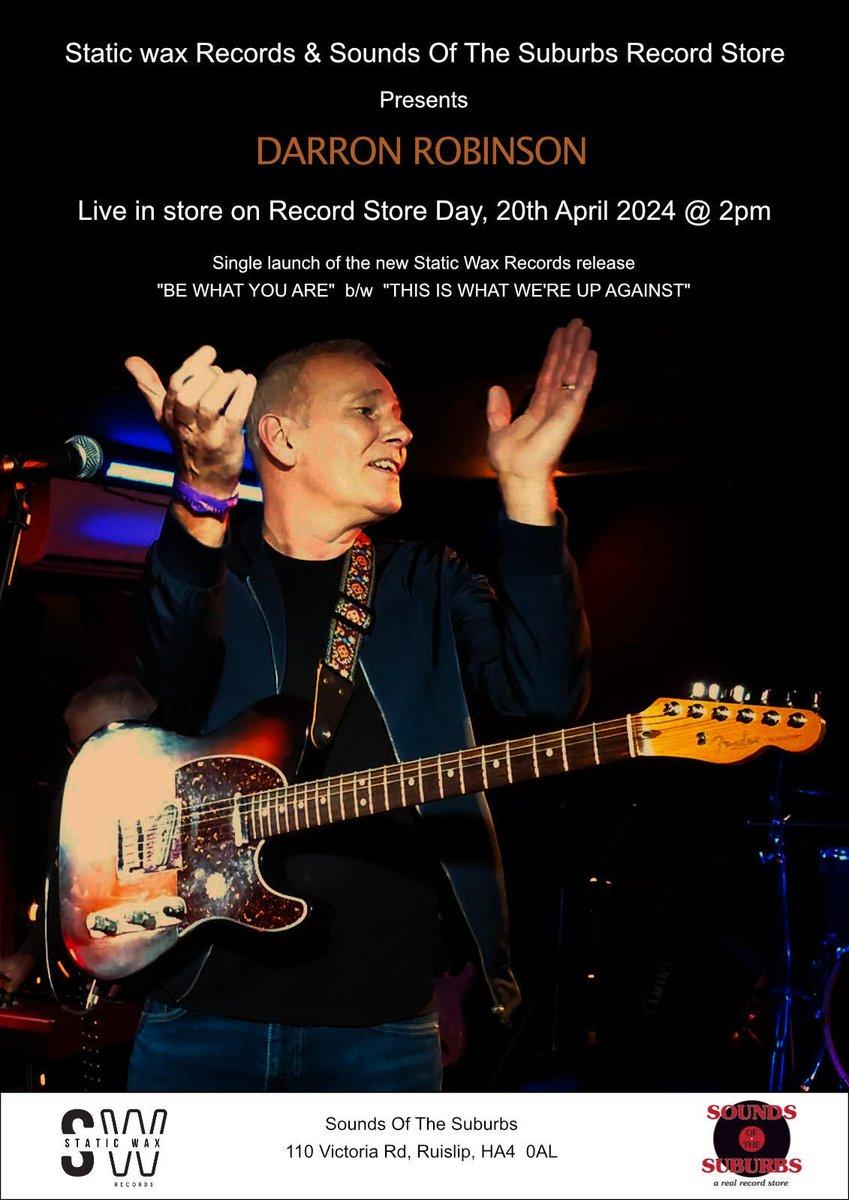 Static wax Records & Sounds Of The Suburbs Record Store
Presents
DARRON ROBINSON
Live in store on Record Store Day, 20th April 2024 @ 2pm
Single launch of the new Static Wax Records release
"BE WHAT YOU ARE" b/w "THIS IS WHAT WE'RE UP AGAINST"
Fender
SW
STATIC WAX
RECORDS
Sounds Of The Suburbs
110 Victoria Rd, Ruislip, HA4 0AL
SOUNDS
OF
THE
SUBURBS
a real record store